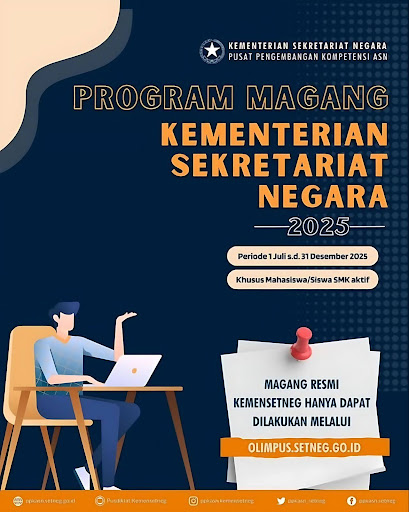 KEMENTERIAN SEKRETARIAT NEGARA
PUSAT PENGEMBANGAN KOMPETENSI ASN
PROGRAM MAGANG
KEMENTERIAN
SEKRETARIAT
NEGARA
2025
Periode 1 Juli s.d. 31 Desember 2025
Khusus Mahasiswa/Siswa SMK aktif
MAGANG RESMI
KEMENSETNEG HANYA DAPAT
DILAKUKAN MELALUI
OLIMPUS.SETNEG.GO.ID